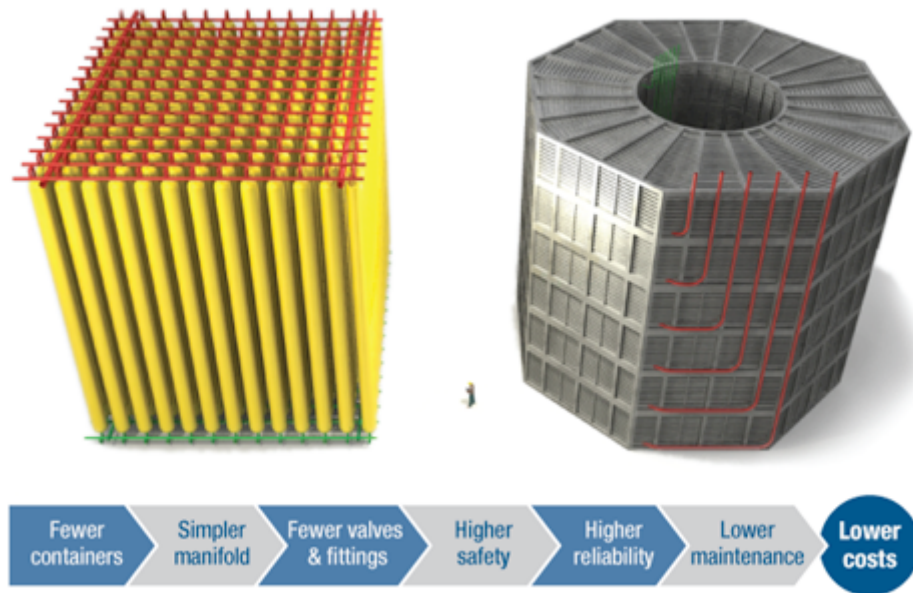 Fewer
containers
Simpler
manifold
Fewer valves
& fittings
Higher
safety
Higher
reliability
Lower
maintenance
Lower
costs